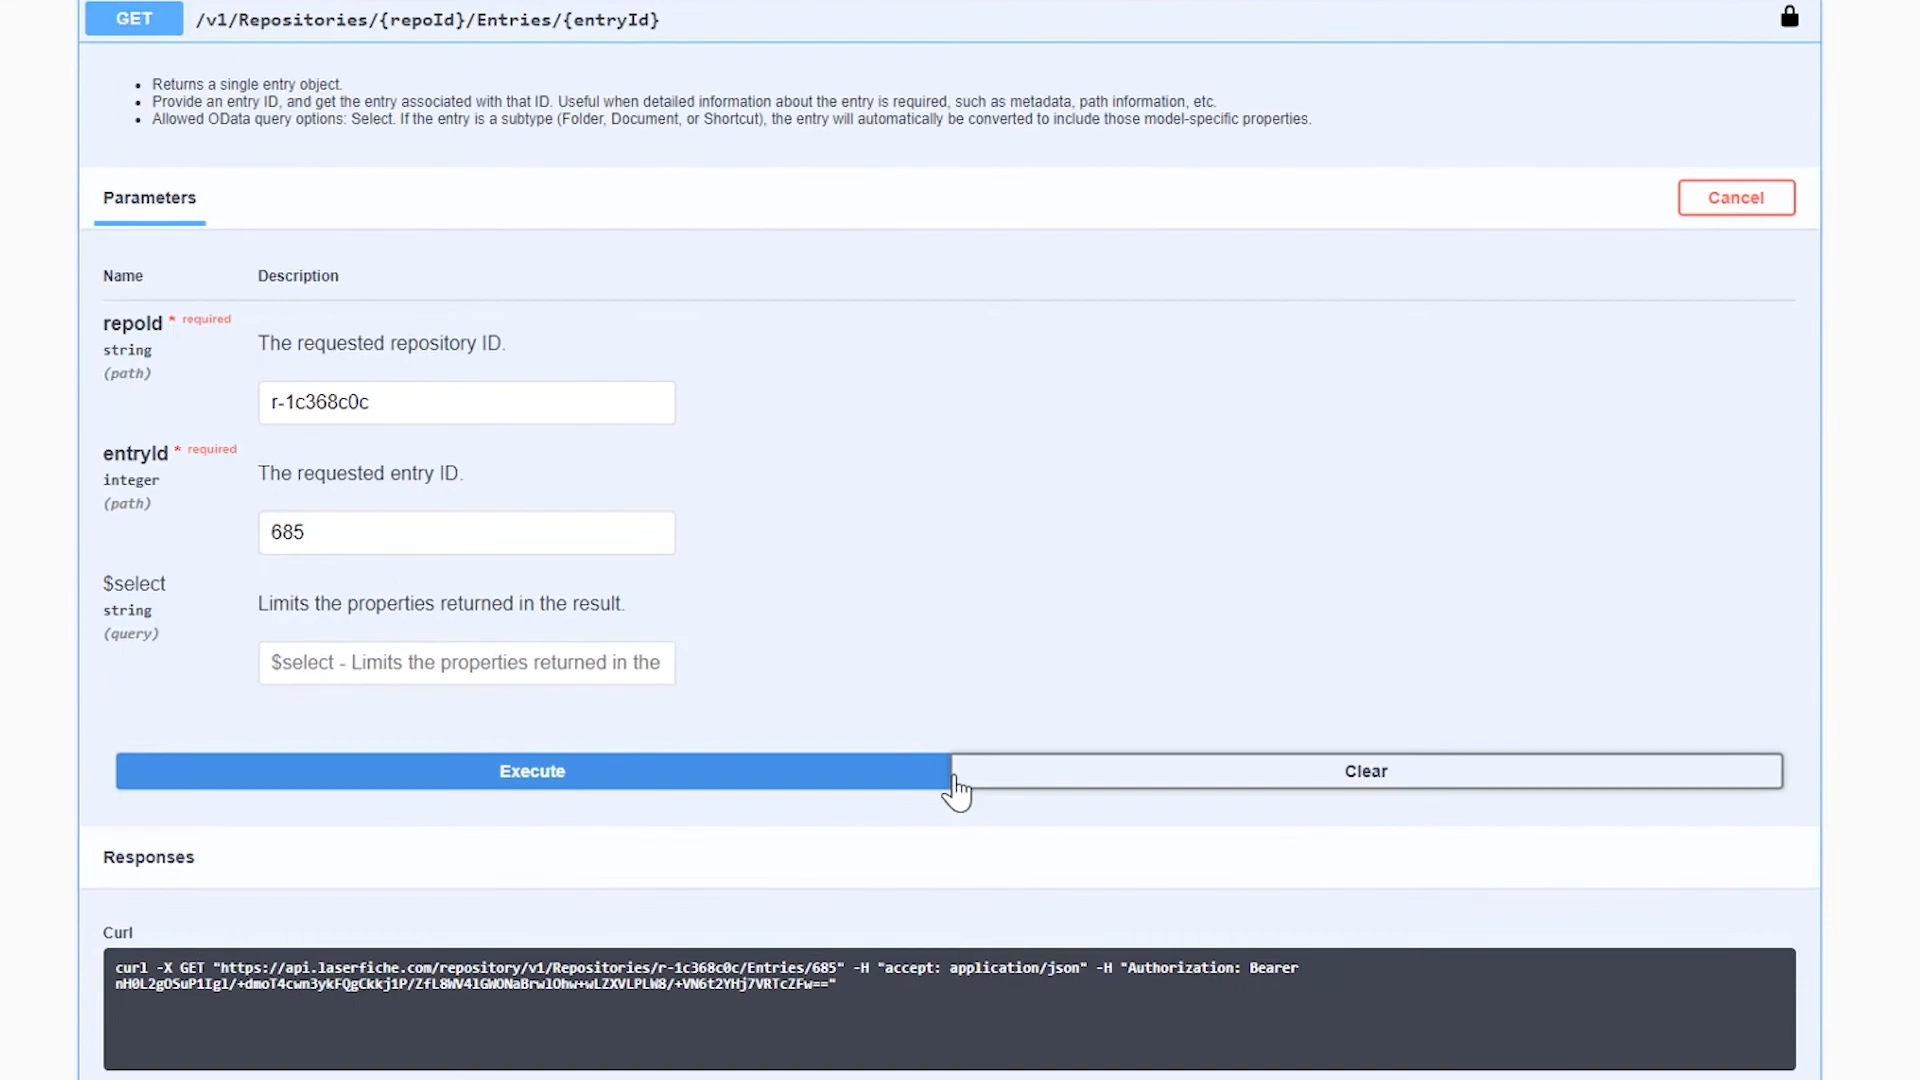 GET /v1/Repositories/{repoId}/Entries/{entryId}
Returns a single entry object.
Provide an entry ID, and get the entry associated with that ID. Useful when detailed information about the entry is required, such as metadata, path information, etc.
Allowed OData query options: Select. If the entry is a subtype (Folder, Document, or Shortcut), the entry will automatically be converted to include those model-specific properties.
Parameters
Cancel
Name Description
repoId * required
string
(path)
The requested repository ID.
r-1c368c0c
entryId * required
integer
(path)
The requested entry ID.
685
$select
string
(query)
Limits the properties returned in the result.
$select - Limits the properties returned in the
Execute
Clear
Responses
Curl
curl -X GET "https://api.laserfiche.com/repository/v1/Repositories/r-1c368c0c/Entries/685" -H "accept: application/json" -H "Authorization: Bearer